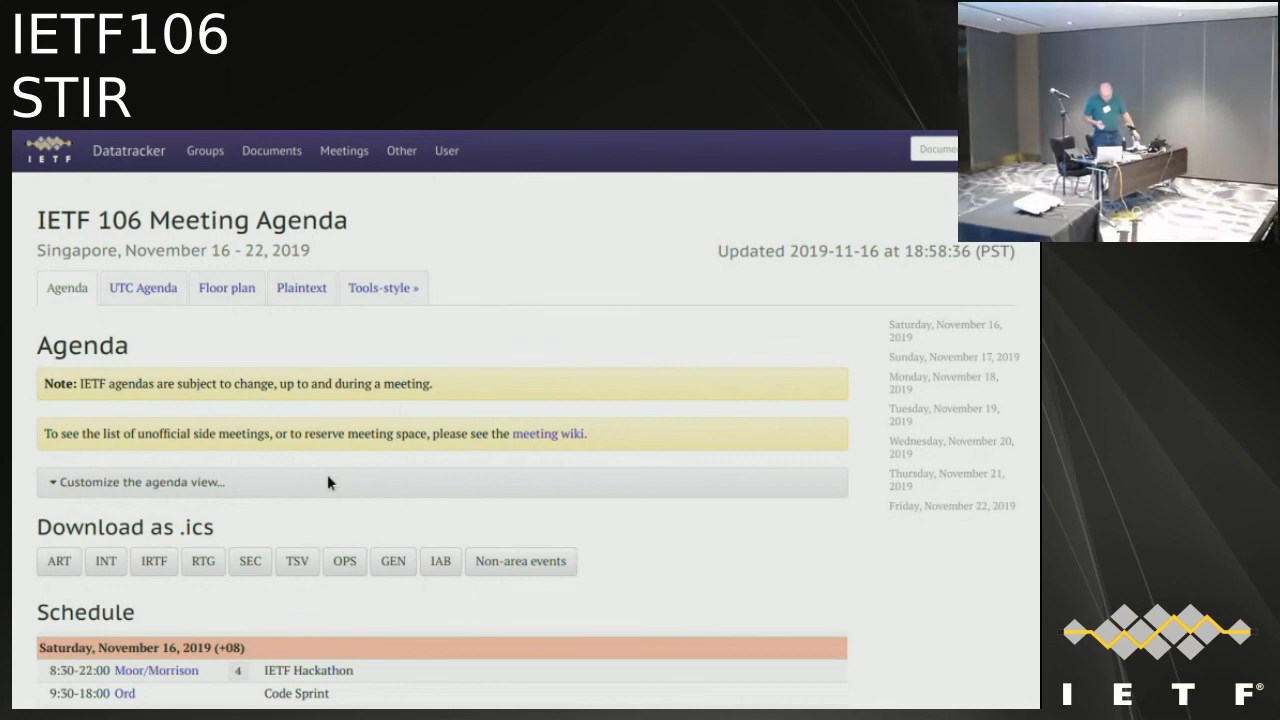 IETF106
STIR
IETF
Datatracker Groups Documents Meetings Other User
IETF 106 Meeting Agenda
Singapore, November 16 - 22, 2019
Updated 2019-11-16 at 18:58:36 (PST)
Agenda UTC Agenda Floor plan Plaintext Tools-style »
Agenda
Note: IETF agendas are subject to change, up to and during a meeting.
To see the list of unofficial side meetings, or to reserve meeting space, please see the meeting wiki.
Customize the agenda view...
Download as .ics
ART INT IRTF RTG SEC TSV OPS GEN IAB Non-area events
Schedule
Saturday, November 16, 2019 (+08)
8:30-22:00 Moor/Morrison 4 IETF Hackathon
9:30-18:00 Ord Code Sprint
Saturday, November 16,
2019
Sunday, November 17, 2019
Monday, November 18,
2019
Tuesday, November 19,
2019
Wednesday, November 20,
2019
Thursday, November 21,
2019
Friday, November 22, 2019
I E T F®